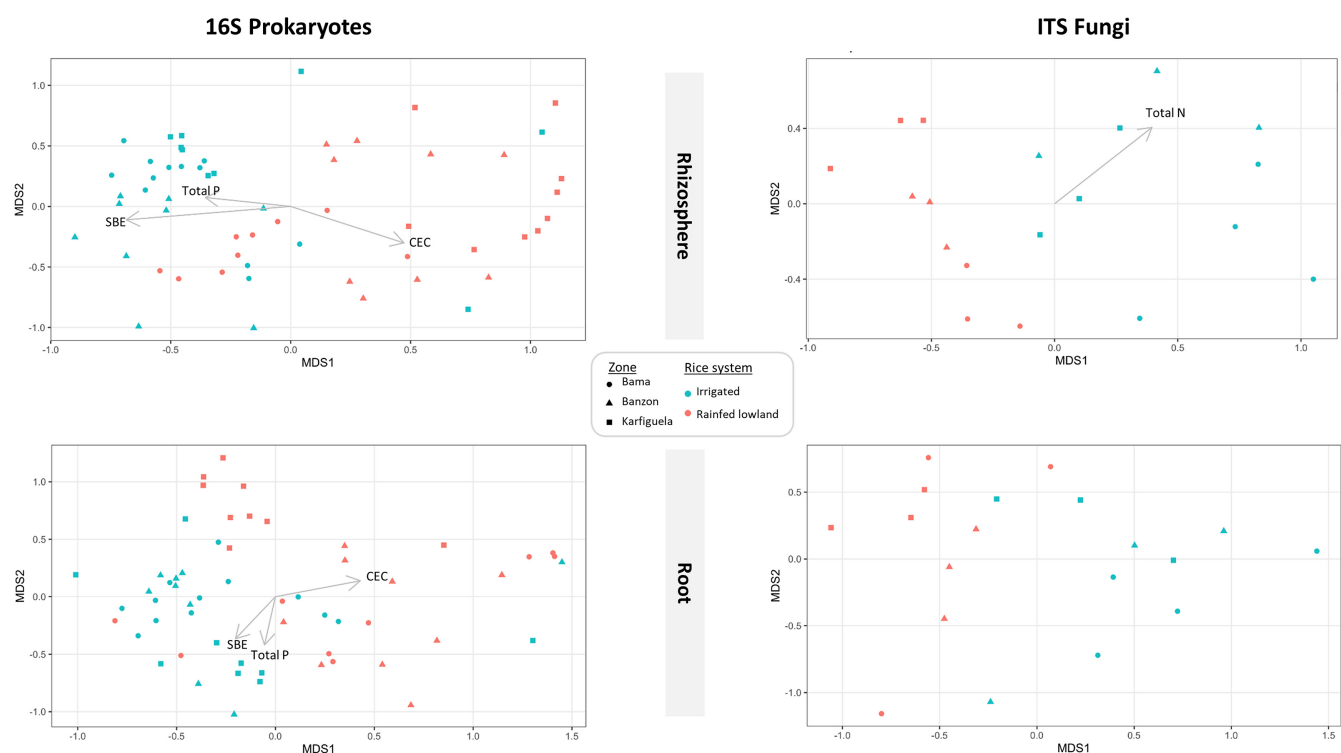 16S Prokaryotes
ITS Fungi
MDS2
1.0
0.5
0.0
-0.5
-1.0
Total P
SBE
CEC
-1.0
-0.5
0.0
0.5
1.0
MDS1
Rhizosphere
MDS2
0.4
0.0
-0.4
Total N
-1.0
-0.5
0.0
0.5
1.0
MDS1
Zone
Bama
Banzon
Karfiguela
Rice system
Irrigated
Rainfed lowland
MDS2
1.0
0.5
0.0
-0.5
-1.0
CEC
SBE
Total P
-1.0
-0.5
0.0
0.5
1.0
1.5
MDS1
Root
MDS2
0.5
0.0
-0.5
-1.0
-1.0
-0.5
0.0
0.5
1.0
1.5
MDS1